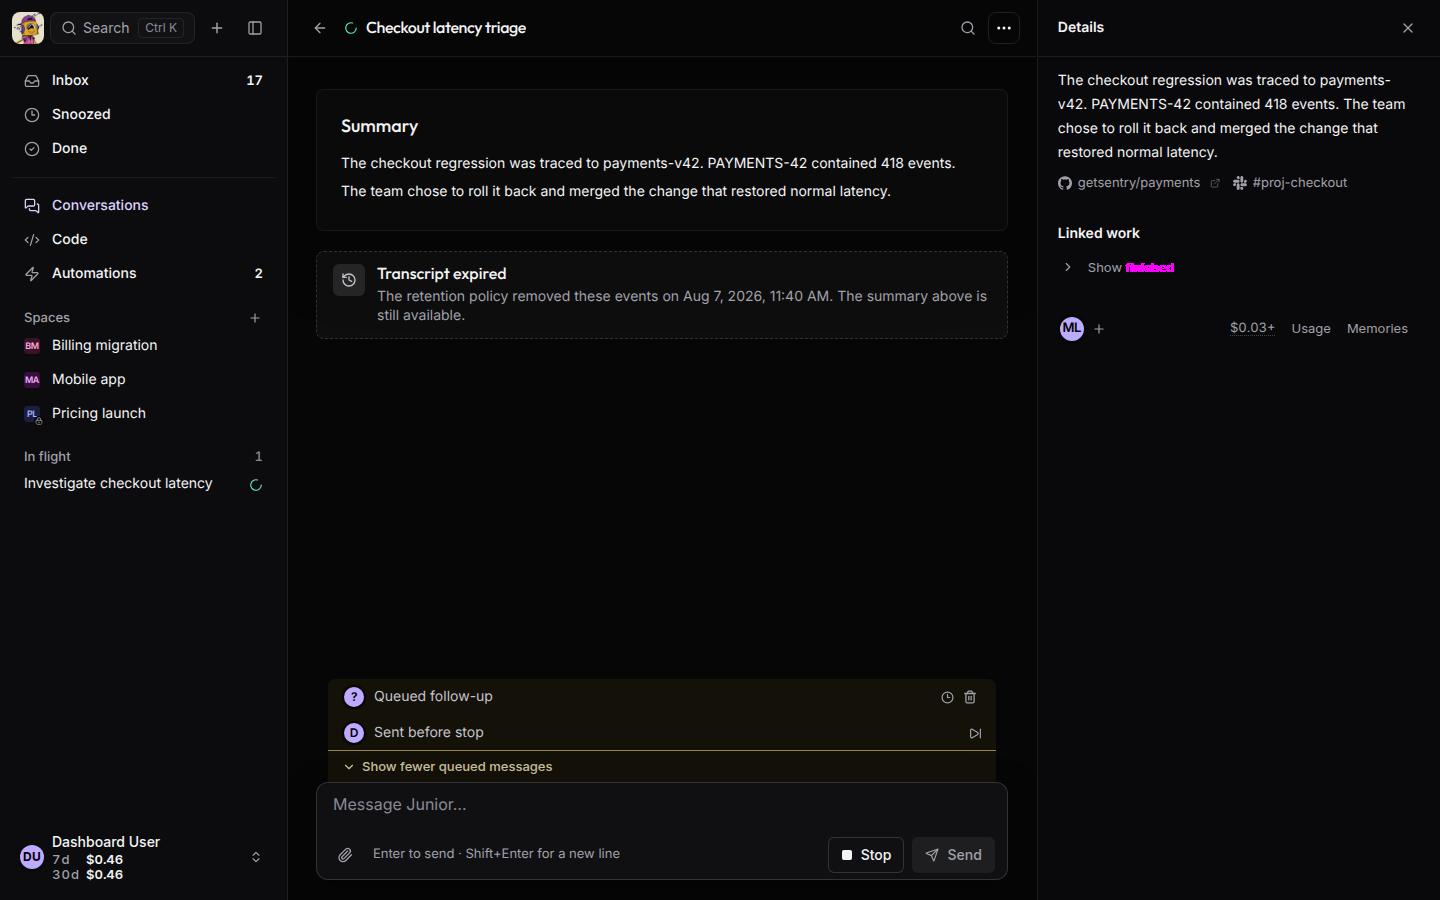 Search Ctrl K
Inbox 17
Snoozed
Done
Conversations
Code
Automations 2
Spaces
BM Billing migration
MA Mobile app
PL Pricing launch
In flight 1
Investigate checkout latency
DU Dashboard User
7d $0.46
30d $0.46
Checkout latency triage
Summary
The checkout regression was traced to payments-v42. PAYMENTS-42 contained 418 events.
The team chose to roll it back and merged the change that restored normal latency.
Transcript expired
The retention policy removed these events on Aug 7, 2026, 11:40 AM. The summary above is
still available.
? Queued follow-up
D Sent before stop
Show fewer queued messages
Message Junior...
Enter to send · Shift+Enter for a new line
Stop
Send
Details
The checkout regression was traced to payments-
v42. PAYMENTS-42 contained 418 events. The team
chose to roll it back and merged the change that
restored normal latency.
getsentry/payments #proj-checkout
Linked work
Show
ML $0.03+ Usage Memories